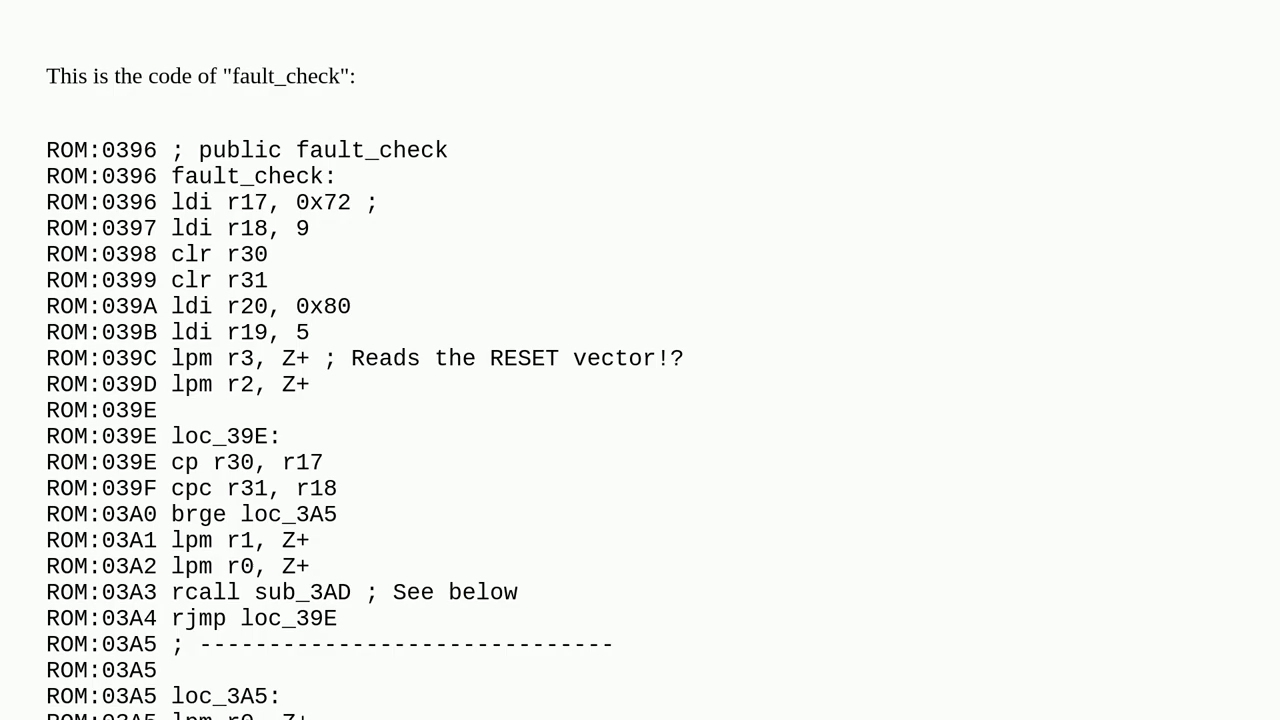 This is the code of "fault_check":
ROM:0396 ; public fault_check
ROM:0396 fault_check:
ROM:0396 ldi r17, 0x72 ;
ROM:0397 ldi r18, 9
ROM:0398 clr r30
ROM:0399 clr r31
ROM:039A ldi r20, 0x80
ROM:039B ldi r19, 5
ROM:039C lpm r3, Z+ ; Reads the RESET vector!?
ROM:039D lpm r2, Z+
ROM:039E
ROM:039E loc_39E:
ROM:039E cp r30, r17
ROM:039F cpc r31, r18
ROM:03A0 brge loc_3A5
ROM:03A1 lpm r1, Z+
ROM:03A2 lpm r0, Z+
ROM:03A3 rcall sub_3AD ; See below
ROM:03A4 rjmp loc_39E
ROM:03A5 ; ------------------------------
ROM:03A5
ROM:03A5 loc_3A5:
ROM:03A5 lpm r0, Z+